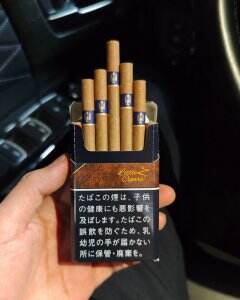 たばこの煙は、子供
の健康にも悪影響を
及ぼします。たばこの
誤飲を防ぐため、乳
幼児の手が届かない
所に保管・廃棄を。